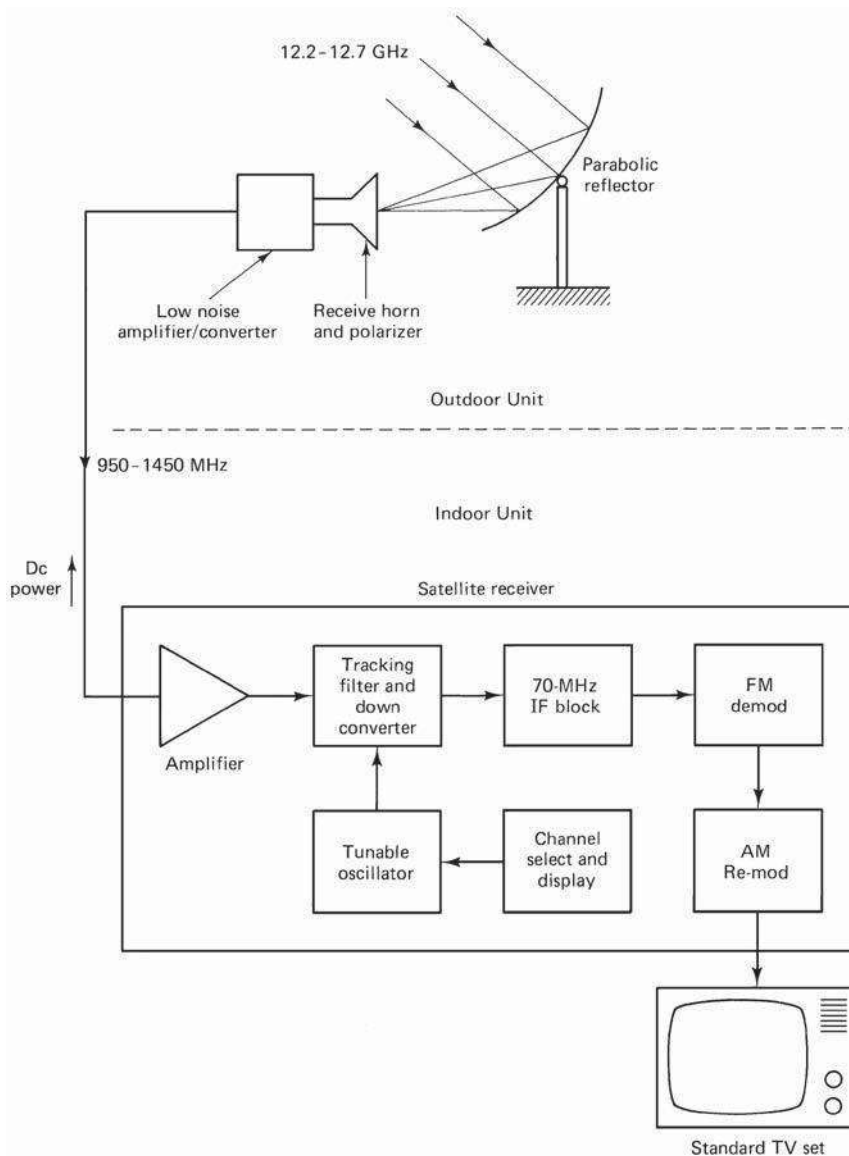 12.2–12.7 GHz
Parabolic
reflector
Low noise
amplifier/converter
Receive horn
and polarizer
Outdoor Unit
950–1450 MHz
Indoor Unit
Dc
power
Satellite receiver
Tracking
filter and
down
converter
70-MHz
IF block
FM
demod
Amplifier
Tunable
oscillator
Channel
select and
display
AM
Re-mod
Standard TV set